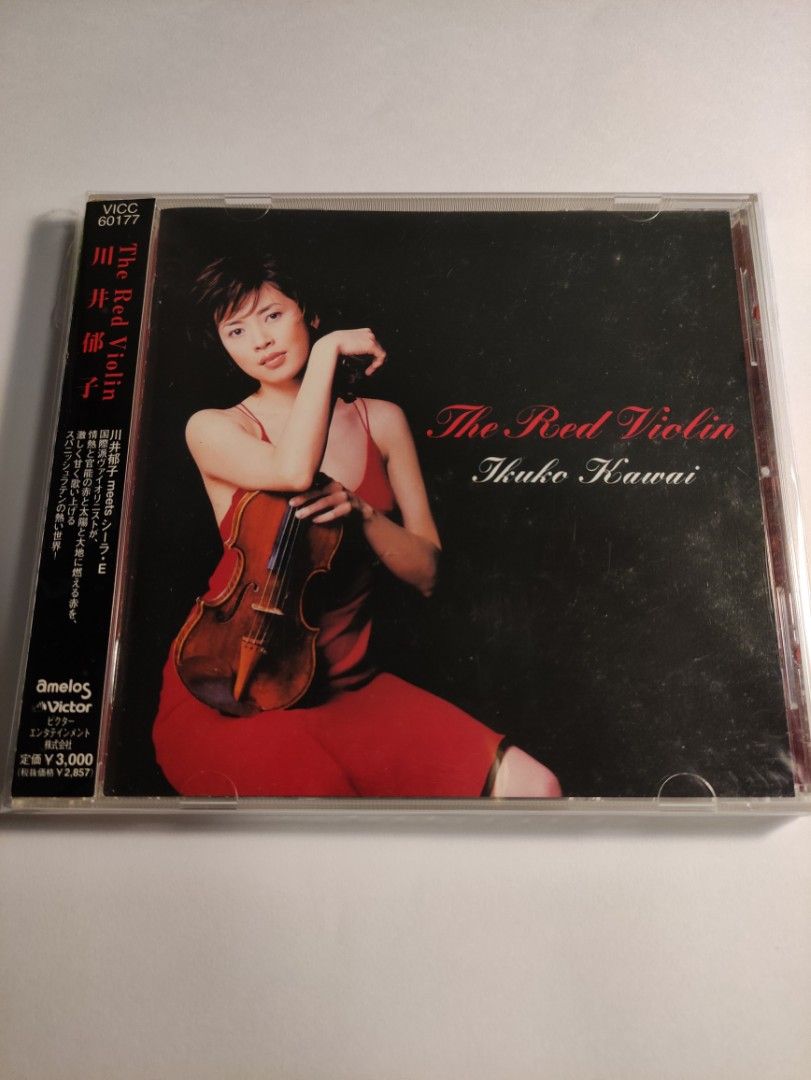 VICC
60177
The Red Violin
川井郁子
川井郁子 meets シーラ・E
国際派ヴァイオリニストが、
情熱と官能の赤と太陽と大地に燃える赤を、
激しく甘く歌い上げる
スパニッシュラテンの熱い世界!
amelos
Victor
ビクター
エンタテインメント
株式会社
定価¥3,000
(税抜価格¥2,857)
The Red Violin
Ikuko Kawai